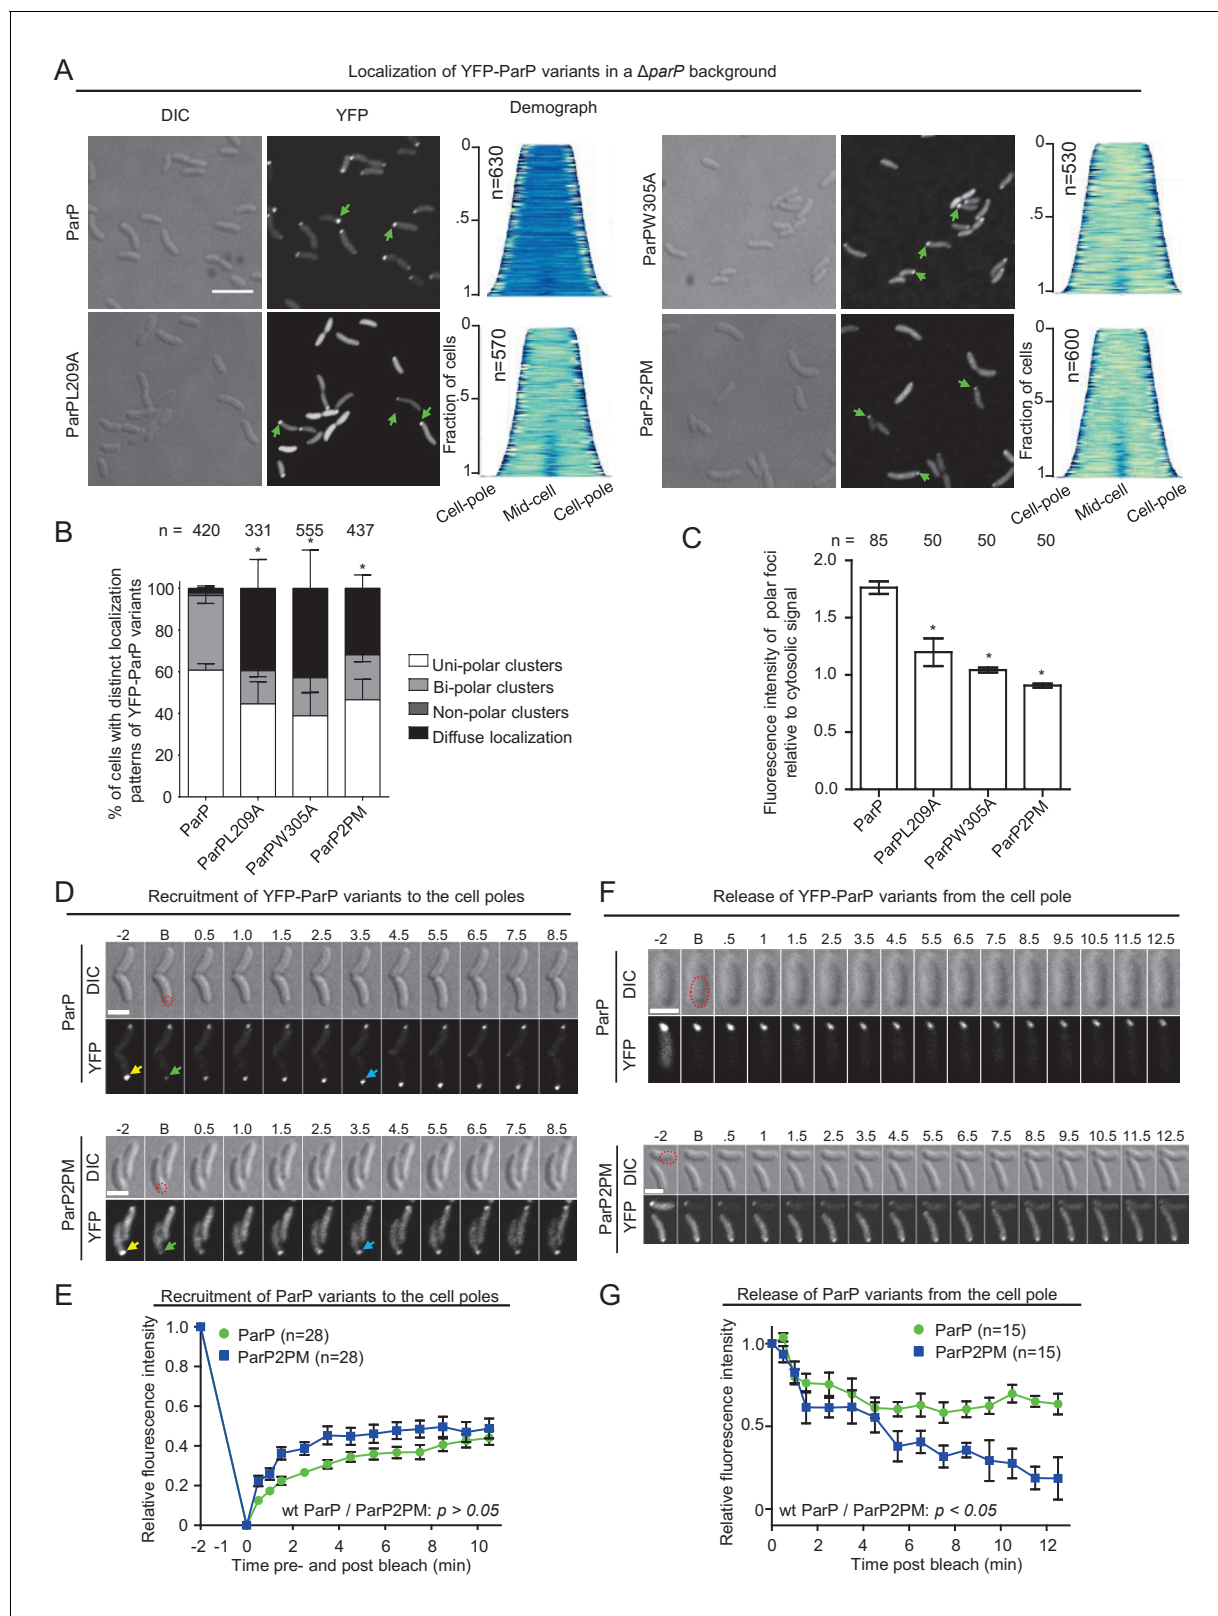 A
Localization of YFP-ParP variants in a ΔparP background
DIC
YFP
Demograph
ParP
n=630
0
.5
1
ParPW305A
n=530
0
.5
1
ParPL209A
n=570
Fraction of cells
0
.5
1
Cell-pole
Mid-cell
Cell-pole
ParP-2PM
n=600
Fraction of cells
0
.5
1
Cell-pole
Mid-cell
Cell-pole
B
n = 420 331 555 437
* * *
% of cells with distinct localization
patterns of YFP-ParP variants
100
80
60
40
20
0
ParP
ParPL209A
ParPW305A
ParP2PM
Uni-polar clusters
Bi-polar clusters
Non-polar clusters
Diffuse localization
C
n = 85 50 50 50
Fluorescence intensity of polar foci
relative to cytosolic signal
2.0
1.5
1.0
0.5
0.0
* * *
ParP
ParPL209A
ParPW305A
ParP2PM
D
Recruitment of YFP-ParP variants to the cell poles
-2 B 0.5 1.0 1.5 2.5 3.5 4.5 5.5 6.5 7.5 8.5
ParP
DIC
YFP
-2 B 0.5 1.0 1.5 2.5 3.5 4.5 5.5 6.5 7.5 8.5
ParP2PM
DIC
YFP
F
Release of YFP-ParP variants from the cell pole
-2 B .5 1 1.5 2.5 3.5 4.5 5.5 6.5 7.5 8.5 9.5 10.5 11.5 12.5
ParP
DIC
YFP
-2 B .5 1 1.5 2.5 3.5 4.5 5.5 6.5 7.5 8.5 9.5 10.5 11.5 12.5
ParP2PM
DIC
YFP
E
Recruitment of ParP variants to the cell poles
Relative flourescence intensity
1.0
0.8
0.6
0.4
0.2
0
ParP (n=28)
ParP2PM (n=28)
wt ParP / ParP2PM: p > 0.05
-2 -1 0 2 4 6 8 10
Time pre- and post bleach (min)
G
Release of ParP variants from the cell pole
Relative fluorescence intensity
1.0
0.5
0
ParP (n=15)
ParP2PM (n=15)
wt ParP / ParP2PM: p < 0.05
0 2 4 6 8 10 12
Time post bleach (min)